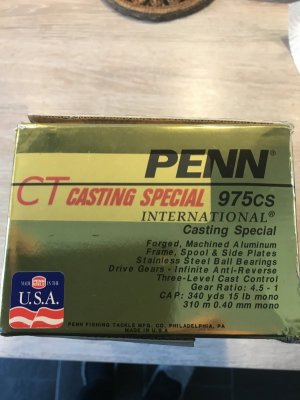 PENN®
CT CASTING SPECIAL 975CS
INTERNATIONAL®
Casting Special
Forged, Machined Aluminum
Frame, Spool & Side Plates
Stainless Steel Ball Bearings
Drive Gears - Infinite Anti-Reverse
Three-Level Cast Control
Gear Ratio: 4.5 - 1
CAP: 340 yds 15 lb mono
310 m 0.40 mm mono
MADE IN THE
U.S.A.
PENN FISHING TACKLE MFG. CO. PHILADELPHIA, PA
MADE IN U.S.A.